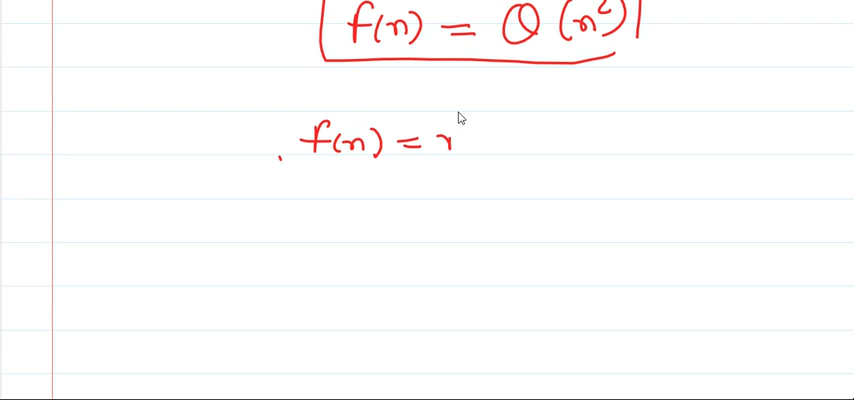 f(n) = O(n²)
f(n) =